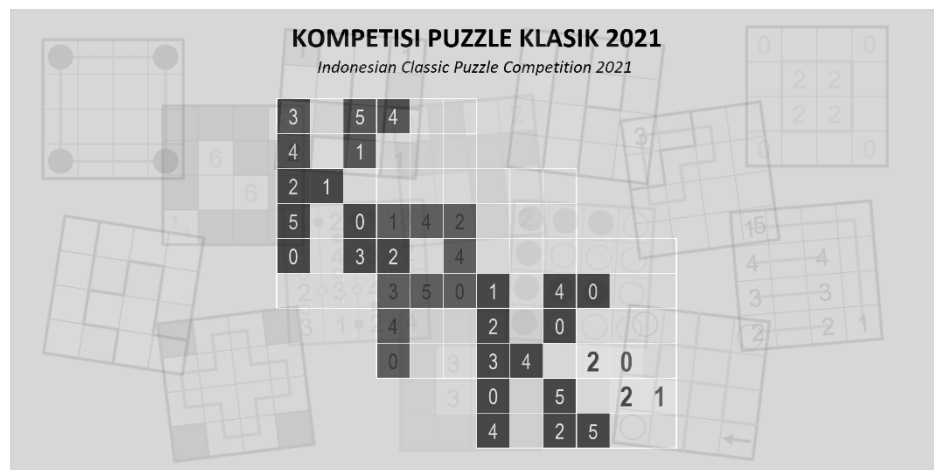 KOMPETISI PUZZLE KLASIK 2021
Indonesian Classic Puzzle Competition 2021
3 5 4
4 1
2 1
5 0 1 4 2
0 3 2 4
3 5 0 1 4 0
4 2 0
0 3 4 2 0
0 5 2 1
4 2 5